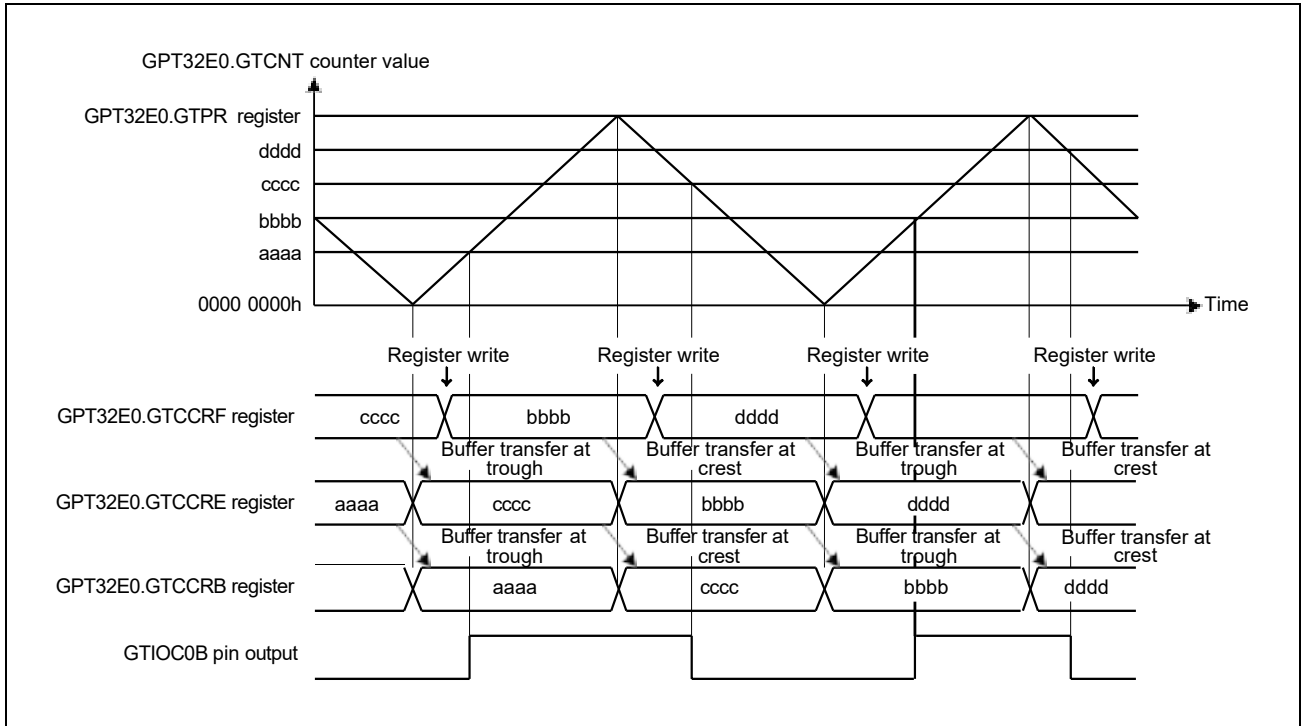 GPT32E0.GTCNT counter value
GPT32E0.GTPR register
dddd
cccc
bbbb
aaaa
0000 0000h
Time
Register write Register write Register write Register write
GPT32E0.GTCCRF register cccc bbbb dddd
Buffer transfer at trough
Buffer transfer at crest
Buffer transfer at trough
Buffer transfer at crest
GPT32E0.GTCCRE register aaaa cccc bbbb dddd
Buffer transfer at trough
Buffer transfer at crest
Buffer transfer at trough
Buffer transfer at crest
GPT32E0.GTCCRB register aaaa cccc bbbb dddd
GTIOC0B pin output